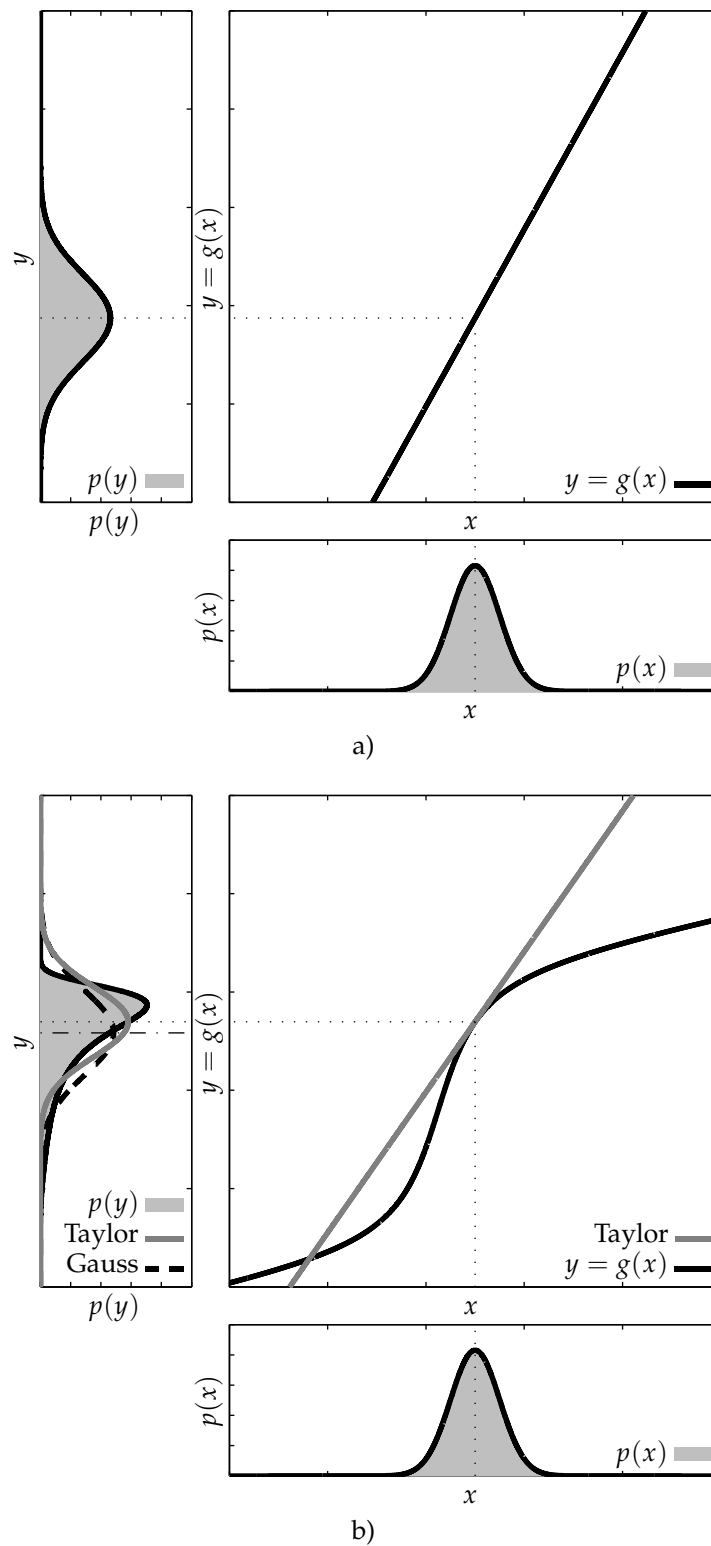 y
y = g(x)
p(y)
y = g(x)
p(y)
x
p(x)
p(x)
x
a)
y
y = g(x)
p(y)
Taylor
Gauss
Taylor
y = g(x)
p(y)
x
p(x)
p(x)
x
b)